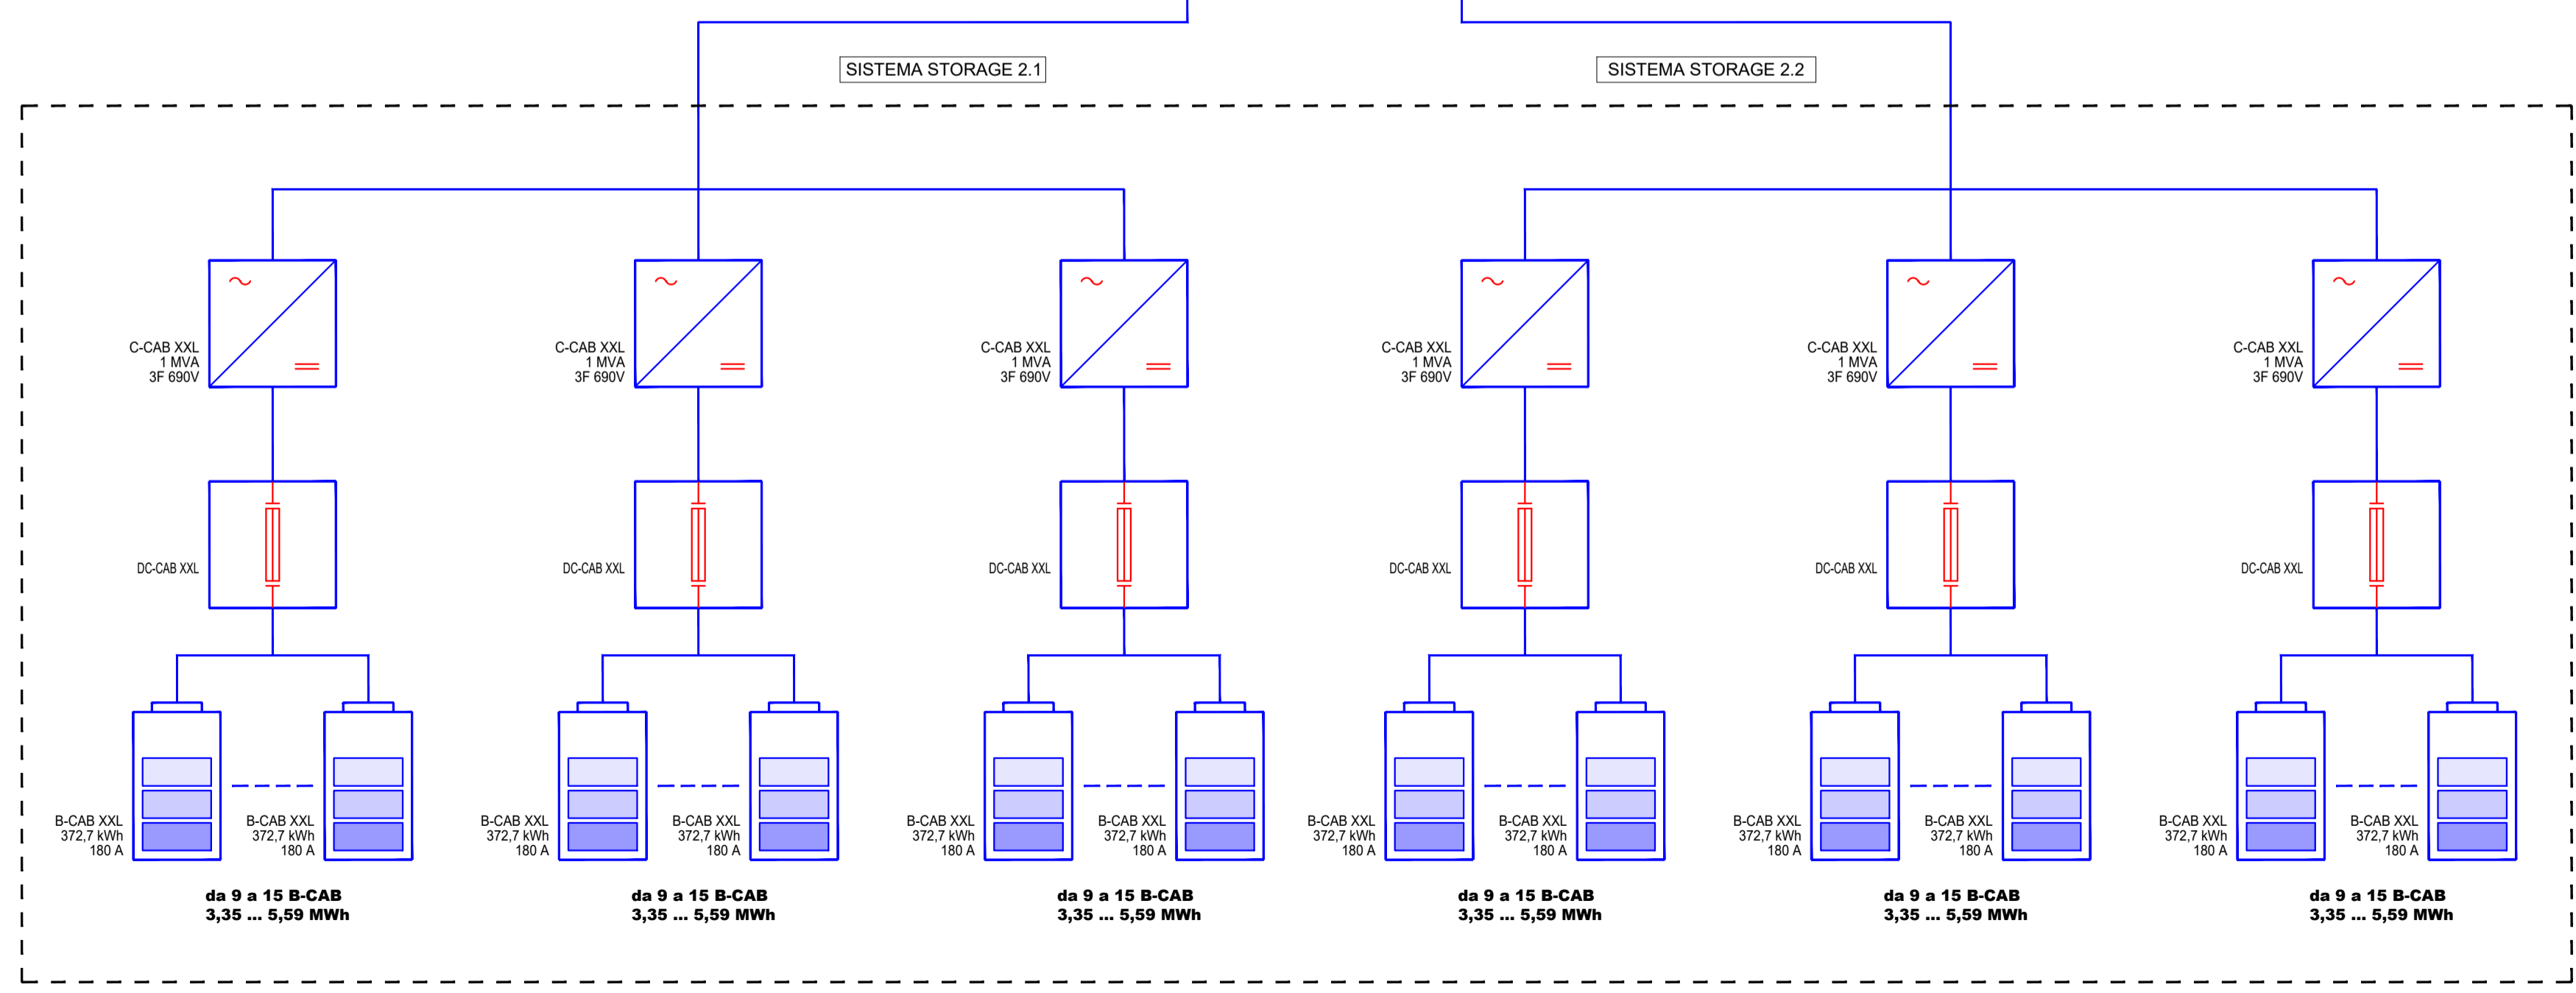 SISTEMA STORAGE 2.1
SISTEMA STORAGE 2.2
C-CAB XXL
1 MVA
3F 690V
C-CAB XXL
1 MVA
3F 690V
C-CAB XXL
1 MVA
3F 690V
C-CAB XXL
1 MVA
3F 690V
C-CAB XXL
1 MVA
3F 690V
C-CAB XXL
1 MVA
3F 690V
DC-CAB XXL
DC-CAB XXL
DC-CAB XXL
DC-CAB XXL
DC-CAB XXL
DC-CAB XXL
B-CAB XXL
372,7 kWh
180 A
B-CAB XXL
372,7 kWh
180 A
B-CAB XXL
372,7 kWh
180 A
B-CAB XXL
372,7 kWh
180 A
B-CAB XXL
372,7 kWh
180 A
B-CAB XXL
372,7 kWh
180 A
B-CAB XXL
372,7 kWh
180 A
B-CAB XXL
372,7 kWh
180 A
B-CAB XXL
372,7 kWh
180 A
B-CAB XXL
372,7 kWh
180 A
B-CAB XXL
372,7 kWh
180 A
B-CAB XXL
372,7 kWh
180 A
da 9 a 15 B-CAB
3,35 ... 5,59 MWh
da 9 a 15 B-CAB
3,35 ... 5,59 MWh
da 9 a 15 B-CAB
3,35 ... 5,59 MWh
da 9 a 15 B-CAB
3,35 ... 5,59 MWh
da 9 a 15 B-CAB
3,35 ... 5,59 MWh
da 9 a 15 B-CAB
3,35 ... 5,59 MWh